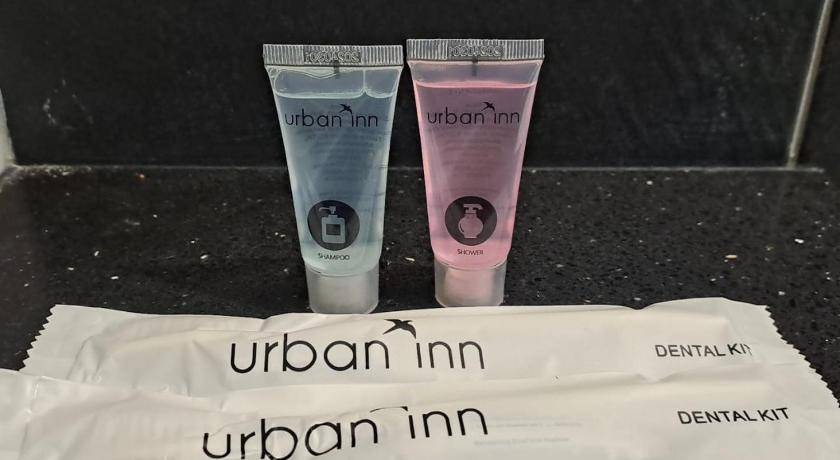 urban inn
SHAMPOO
urban inn
SHOWER
urban inn
DENTAL KIT
urban inn
DENTAL KIT